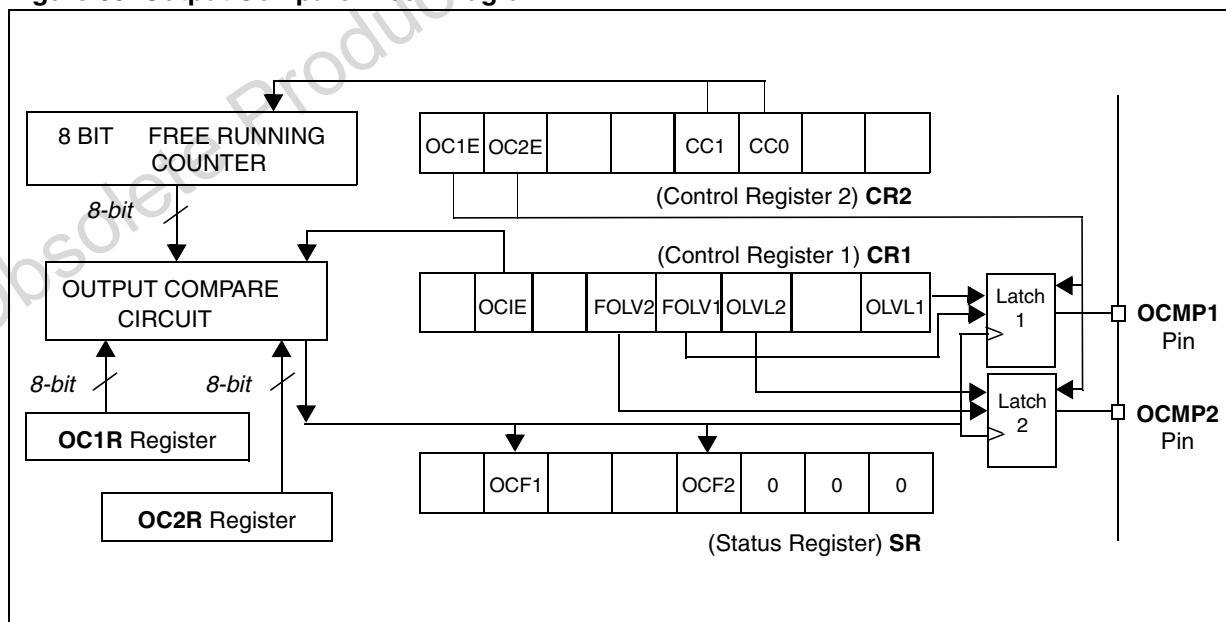 Obsolete Produc
8 BIT FREE RUNNING
COUNTER
OC1E OC2E CC1 CC0
(Control Register 2) CR2
8-bit
(Control Register 1) CR1
OUTPUT COMPARE
CIRCUIT
OCIE FOLV2 FOLV1 OLVL2 OLVL1
Latch
1
OCMP1
Pin
8-bit 8-bit
Latch
2
OCMP2
Pin
OC1R Register
OCF1 OCF2 0 0 0
OC2R Register
(Status Register) SR